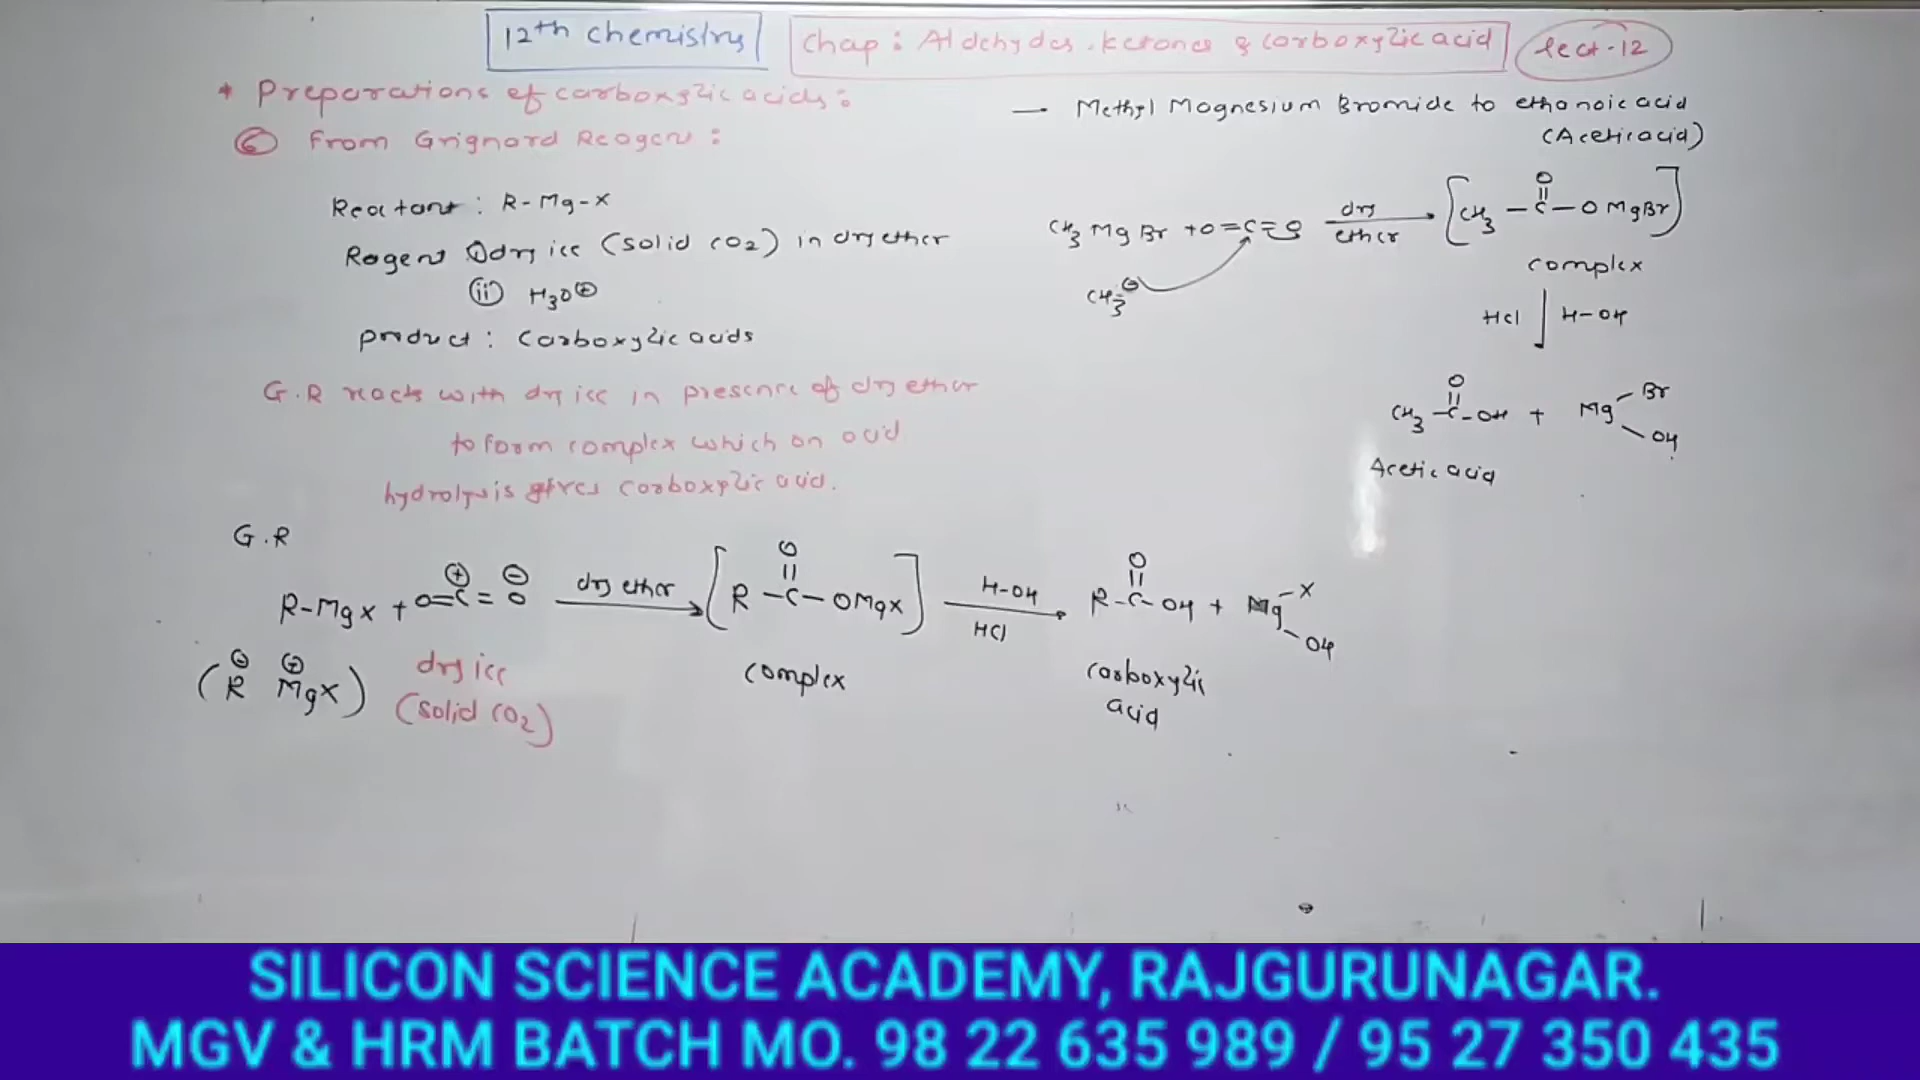 12th chemistry
Chap: Aldehydes, ketones & carboxylic acid
lect-12
* Preparations of carboxylic acids:
⑥ From Grignard Reagent:
Reactant: R-Mg-X
Reagent ① dry ice (solid CO2) in dry ether
(ii) H3O⊕
product: carboxylic acids
G.R reacts with dry ice in presence of dry ether
to form complex which on acid
hydrolysis gives carboxylic acid.
G.R
R-Mgx + O=C=O dry ether [R-C-OMgx] H-OH R-C-OH + Mg-X
⊕ ⊖ O || HCl O || OH
(R⊖ Mgx⊕) dry ice complex carboxylic
(solid CO2) acid
— Methyl Magnesium Bromide to ethanoic acid
(Acetic acid)
CH3 Mg Br + O=C=O dry ether [CH3-C-O MgBr]
O ||
CH3⊖ complex
HCl H-OH
O ||
CH3-C-OH + Mg Br OH
Acetic acid
SILICON SCIENCE ACADEMY, RAJGURUNAGAR.
MGV & HRM BATCH MO. 98 22 635 989 / 95 27 350 435